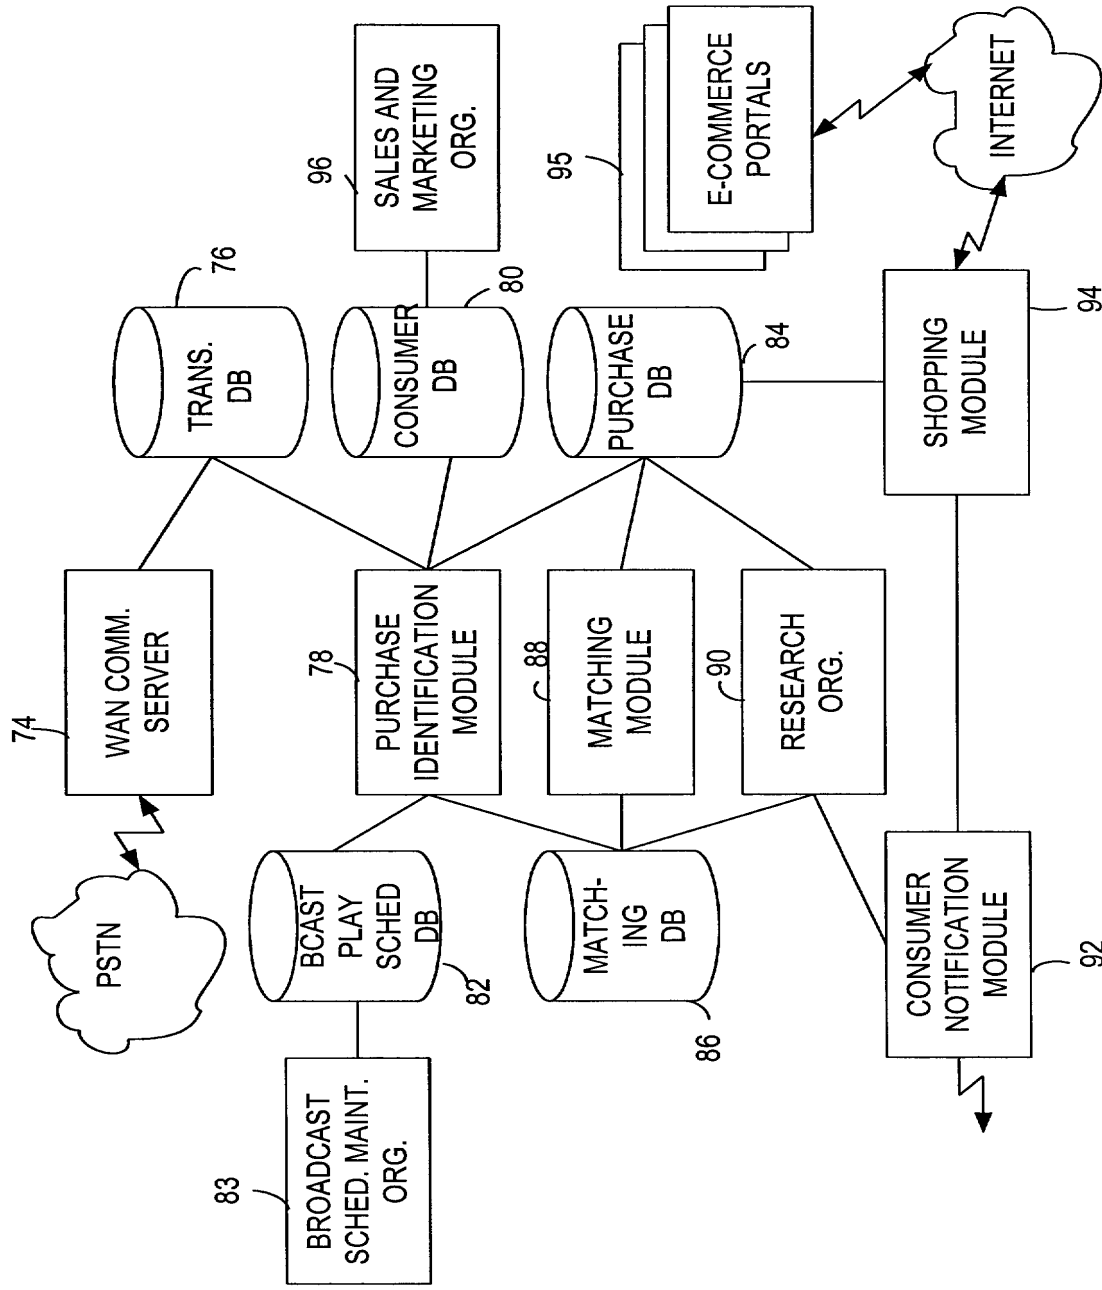 74
WAN COMM.
SERVER
PSTN
76
TRANS.
DB
83
BROADCAST
SCHED. MAINT.
ORG.
82
BCAST
PLAY
SCHED
DB
78
PURCHASE
IDENTIFICATION
MODULE
80
CONSUMER
DB
96
SALES AND
MARKETING
ORG.
86
MATCH-
ING
DB
88
MATCHING
MODULE
84
PURCHASE
DB
95
E-COMMERCE
PORTALS
90
RESEARCH
ORG.
92
CONSUMER
NOTIFICATION
MODULE
94
SHOPPING
MODULE
INTERNET